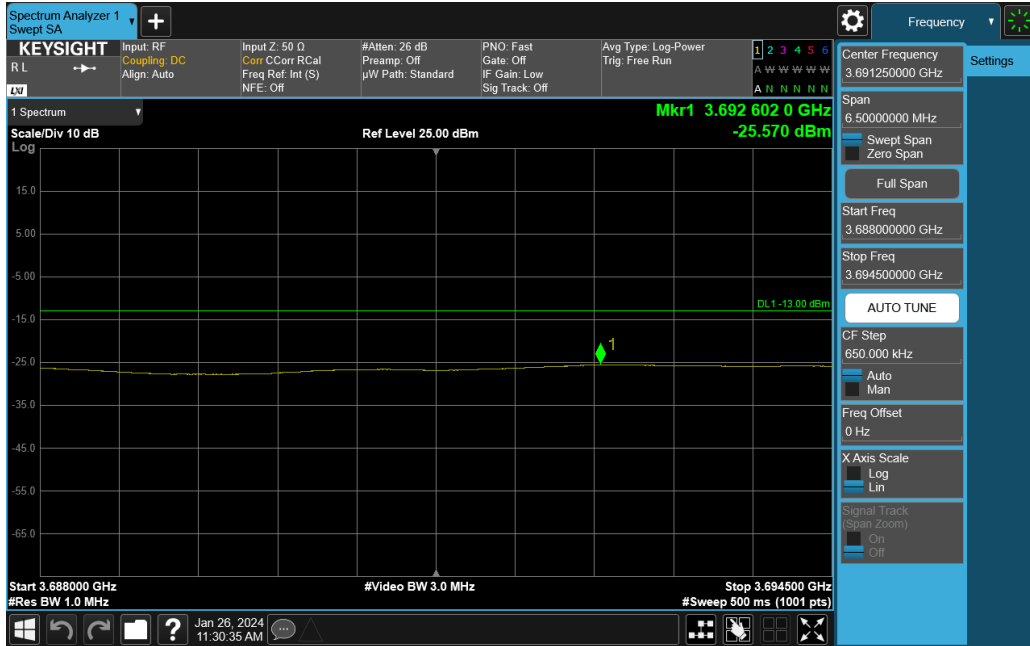 Spectrum Analyzer 1
Swept SA
Frequency
KEYSIGHT
R L
LXI
Input: RF
Coupling: DC
Align: Auto
Input Z: 50 Ω
Corr CCorr RCal
Freq Ref: Int (S)
NFE: Off
#Atten: 26 dB
Preamp: Off
µW Path: Standard
PNO: Fast
Gate: Off
IF Gain: Low
Sig Track: Off
Avg Type: Log-Power
Trig: Free Run
1 2 3 4 5 6
A W W W W W
A N N N N N
1 Spectrum
Scale/Div 10 dB
Log
Ref Level 25.00 dBm
Mkr1 3.692 602 0 GHz
-25.570 dBm
15.0
5.00
-5.00
-15.0
-25.0
-35.0
-45.0
-55.0
-65.0
DL1 -13.00 dBm
1
Start 3.688000 GHz
#Res BW 1.0 MHz
#Video BW 3.0 MHz
Stop 3.694500 GHz
#Sweep 500 ms (1001 pts)
Jan 26, 2024
11:30:35 AM
Center Frequency
3.691250000 GHz
Settings
Span
6.50000000 MHz
Swept Span
Zero Span
Full Span
Start Freq
3.688000000 GHz
Stop Freq
3.694500000 GHz
AUTO TUNE
CF Step
650.000 kHz
Auto
Man
Freq Offset
0 Hz
X Axis Scale
Log
Lin
Signal Track
(Span Zoom)
On
Off